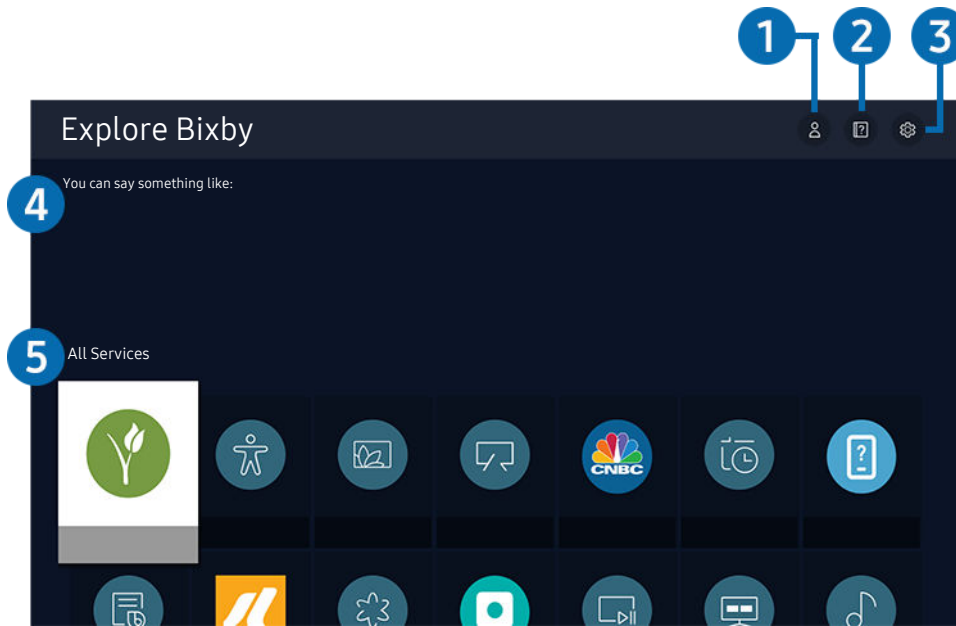 1 2 3
Explore Bixby
4 You can say something like:
5 All Services
CNBC